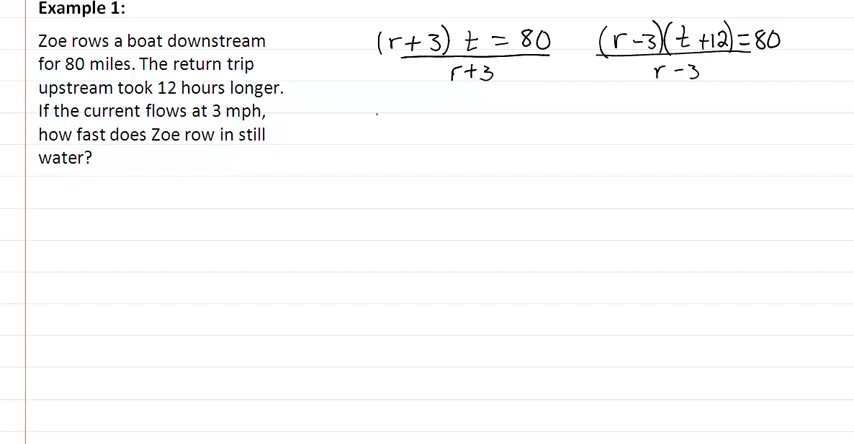 Example 1:
Zoe rows a boat downstream
for 80 miles. The return trip
upstream took 12 hours longer.
If the current flows at 3 mph,
how fast does Zoe row in still
water?
(r+3) t = 80
r+3
(r-3)(t+12)=80
r-3